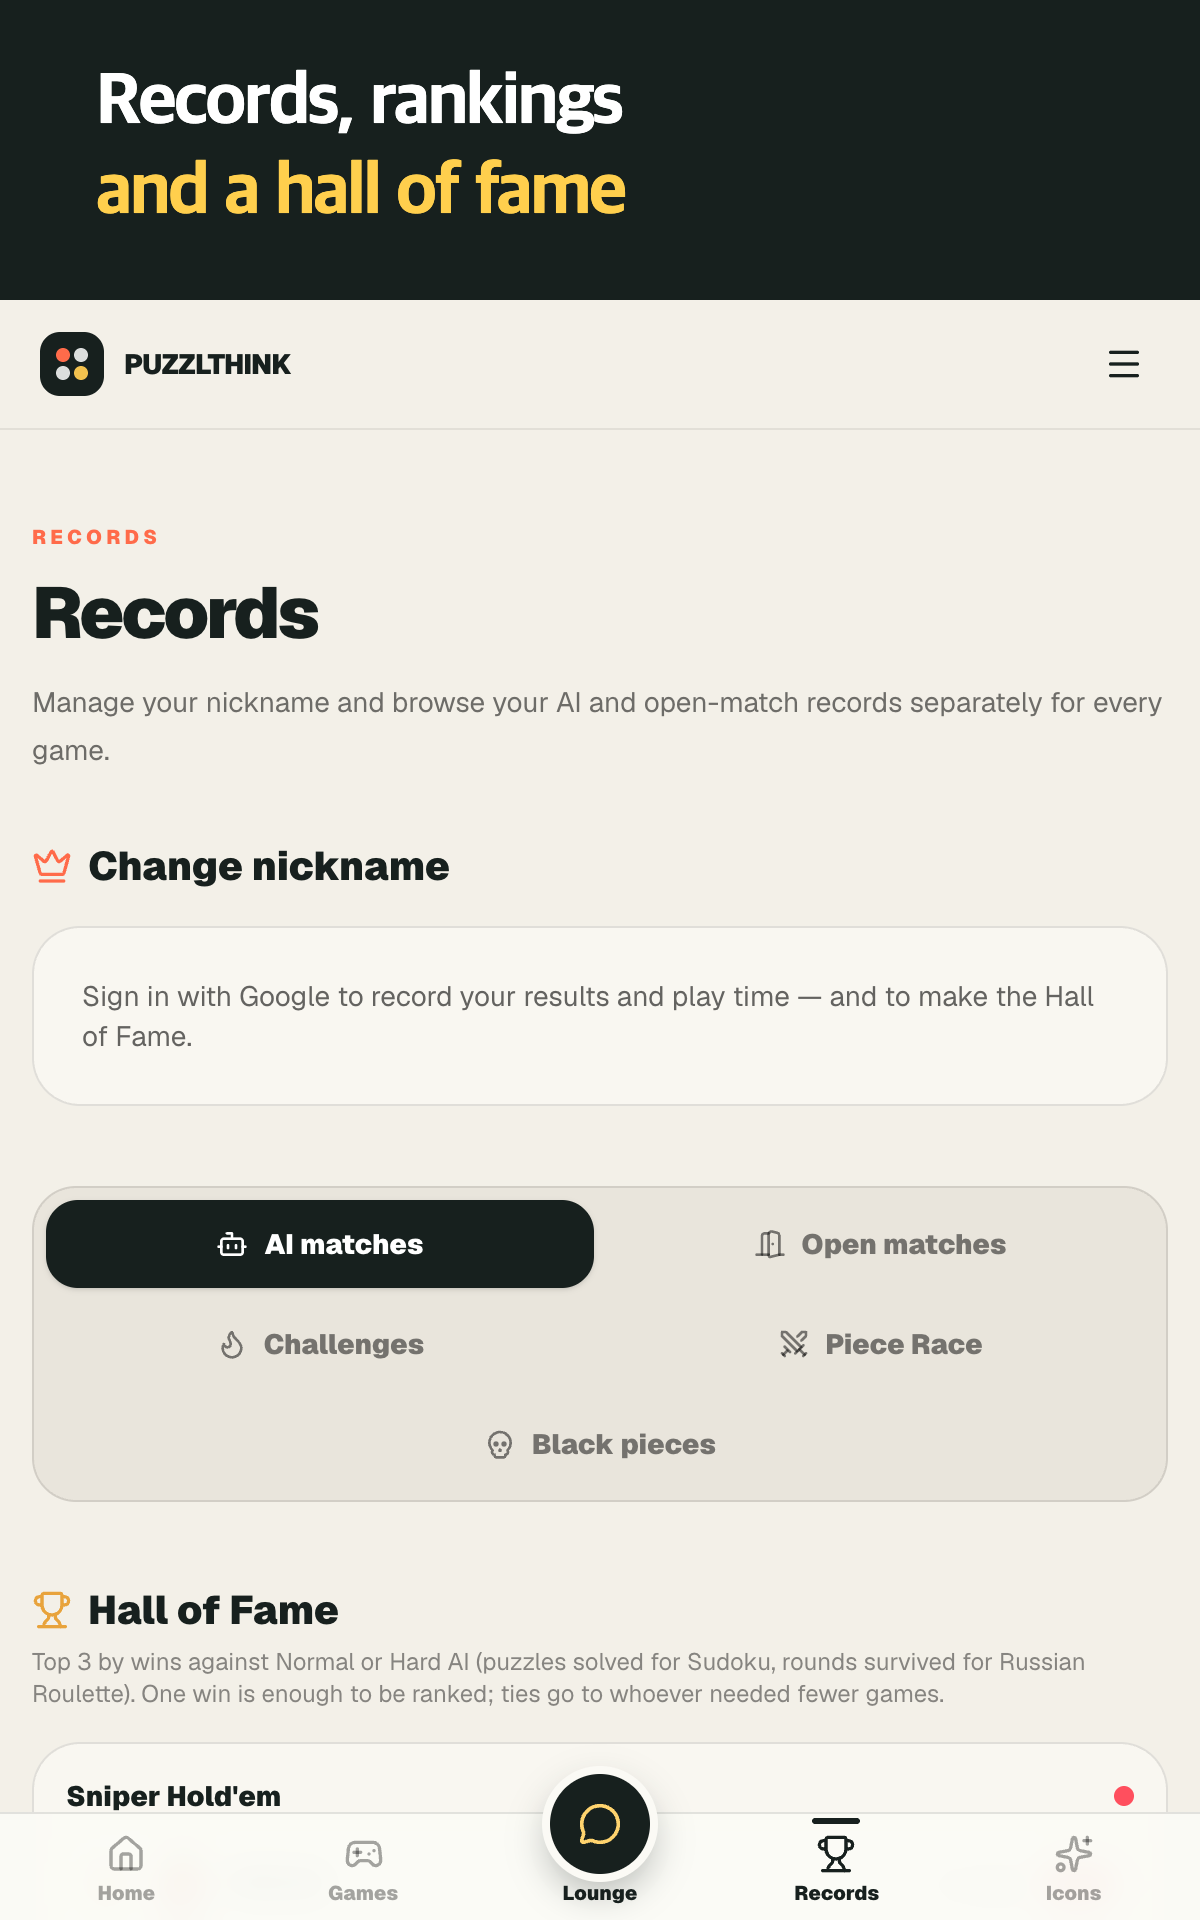 Records, rankings
and a hall of fame
PUZZLTHINK
RECORDS
Records
Manage your nickname and browse your AI and open-match records separately for every
game.
Change nickname
Sign in with Google to record your results and play time — and to make the Hall
of Fame.
AI matches
Open matches
Challenges
Piece Race
Black pieces
Hall of Fame
Top 3 by wins against Normal or Hard AI (puzzles solved for Sudoku, rounds survived for Russian
Roulette). One win is enough to be ranked; ties go to whoever needed fewer games.
Sniper Hold'em
Home
Games
Lounge
Records
Icons